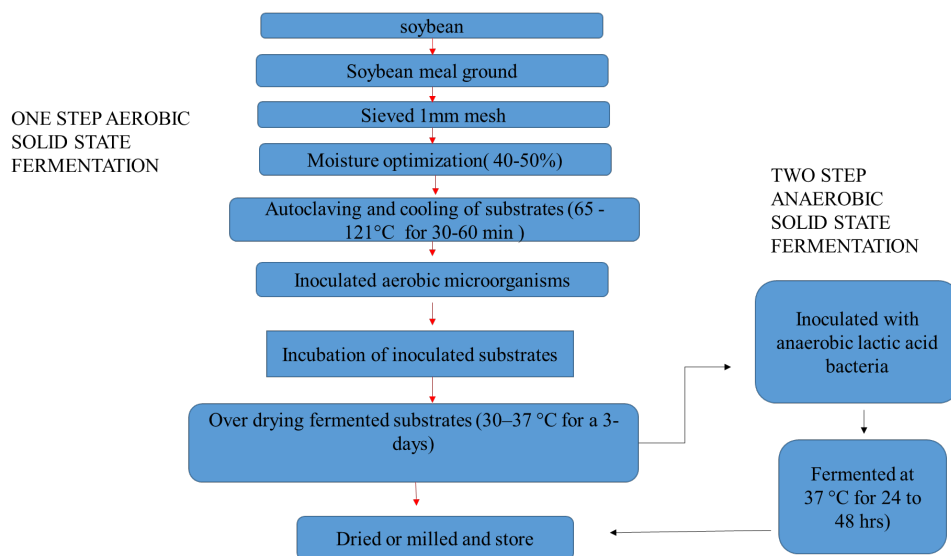 soybean
Soybean meal ground
ONE STEP AEROBIC
SOLID STATE
FERMENTATION
Sieved 1mm mesh
Moisture optimization( 40-50%)
Autoclaving and cooling of substrates (65 -
121°C for 30-60 min )
Inoculated aerobic microorganisms
Incubation of inoculated substrates
Over drying fermented substrates (30–37 °C for a 3-
days)
Dried or milled and store
TWO STEP
ANAEROBIC
SOLID STATE
FERMENTATION
Inoculated with
anaerobic lactic acid
bacteria
Fermented at
37 °C for 24 to
48 hrs)